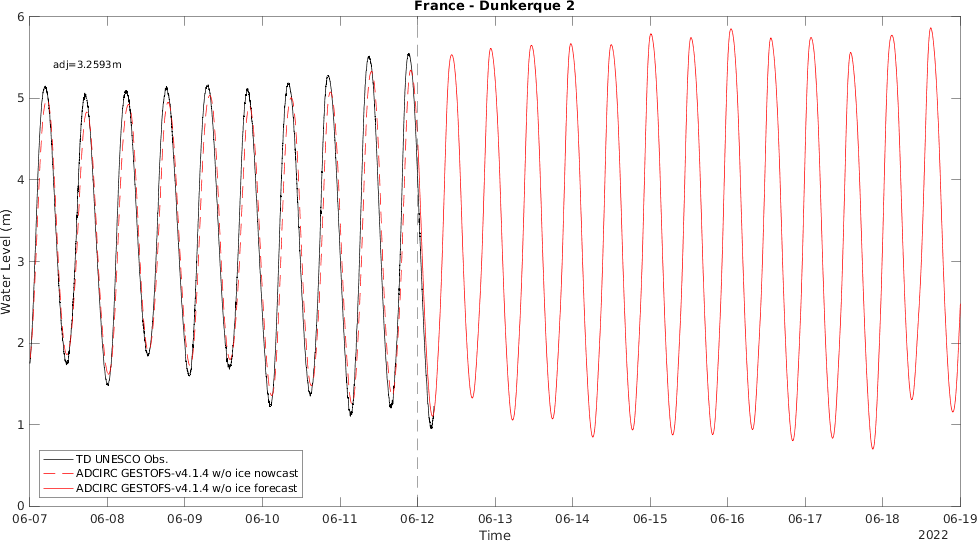 France - Dunkerque 2
6
adj=3.2593m
5
4
3
2
1
0
Water Level (m)
TD UNESCO Obs.
ADCIRC GESTOFS-v4.1.4 w/o ice nowcast
ADCIRC GESTOFS-v4.1.4 w/o ice forecast
06-07 06-08 06-09 06-10 06-11 06-12 06-13 06-14 06-15 06-16 06-17 06-18 06-19
Time
2022